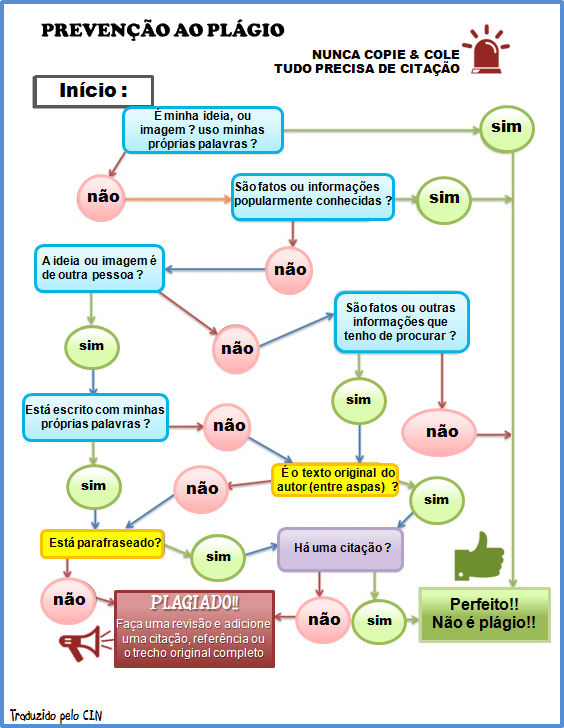 PREVENÇÃO AO PLÁGIO
NUNCA COPIE & COLE
TUDO PRECISA DE CITAÇÃO
Início :
É minha ideia, ou
imagem ? uso minhas
próprias palavras ?
sim
não
São fatos ou informações
popularmente conhecidas ?
sim
não
A ideia ou imagem é
de outra pessoa ?
sim
não
São fatos ou outras
informações que
tenho de procurar ?
sim
não
Está escrito com minhas
próprias palavras ?
não
sim
É o texto original do
autor (entre aspas) ?
não
sim
Está parafraseado?
sim
não
Há uma citação ?
não
sim
PLAGIADO!!
Faça uma revisão e adicione
uma citação, referência ou
o trecho original completo
Perfeito!!
Não é plágio!!
Traduzido pelo CIN